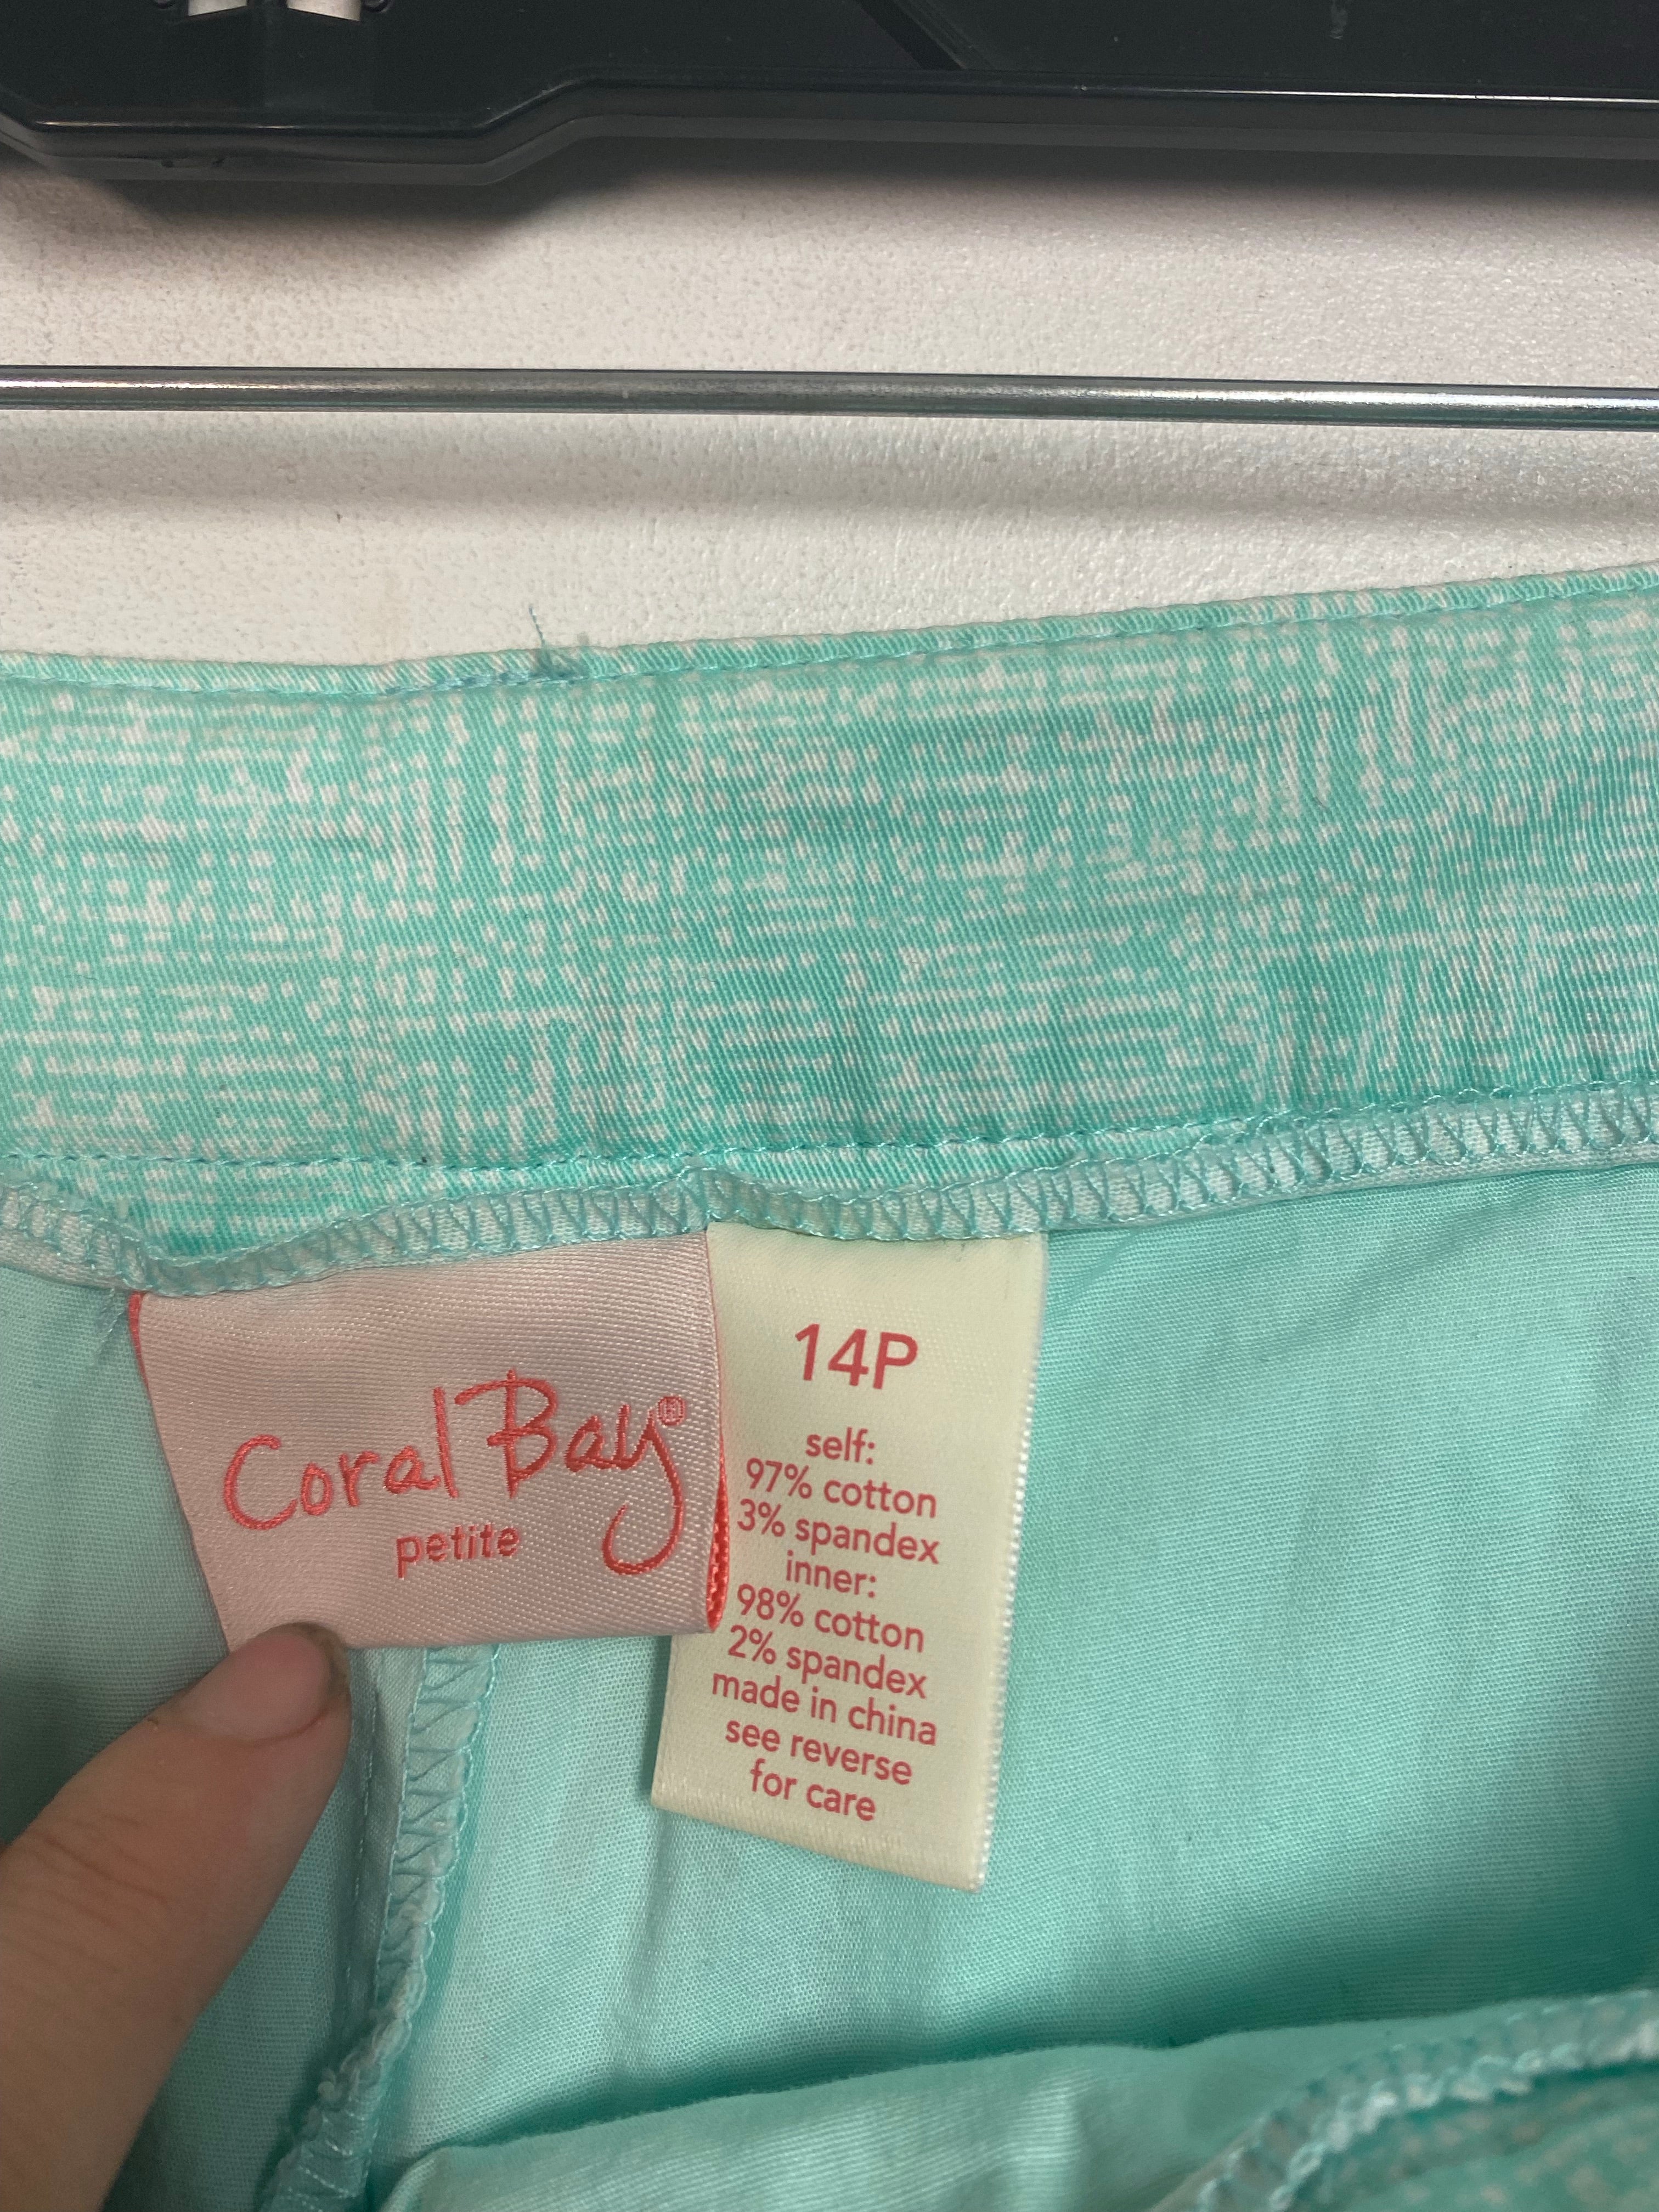 Coral Bay®
petite
14P
self:
97% cotton
3% spandex
inner:
98% cotton
2% spandex
made in china
see reverse
for care